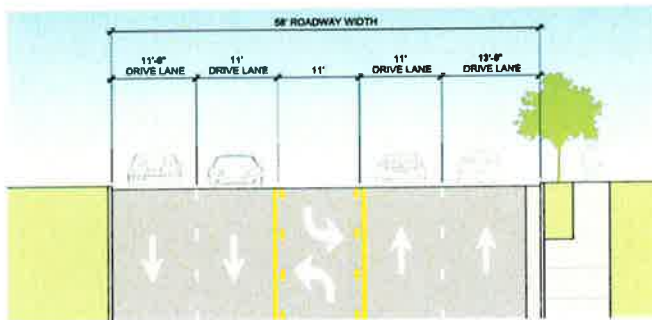 58' ROADWAY WIDTH
11'-6"
DRIVE LANE
11'
DRIVE LANE
11'
11'
DRIVE LANE
13'-6"
DRIVE LANE